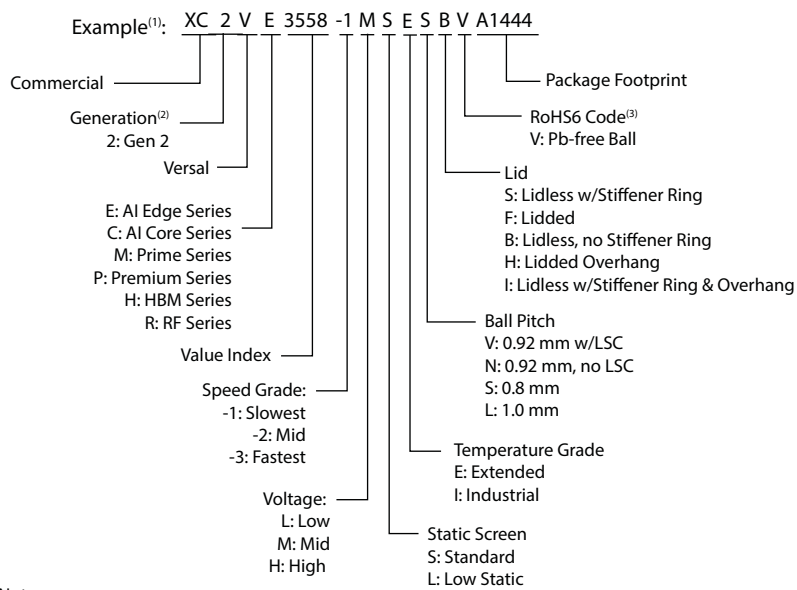 Example(1): XC 2 V E 3558 -1 M S E S B V A1444
Commercial
Generation(2)
2: Gen 2
Versal
E: AI Edge Series
C: AI Core Series
M: Prime Series
P: Premium Series
H: HBM Series
R: RF Series
Value Index
Speed Grade:
-1: Slowest
-2: Mid
-3: Fastest
Voltage:
L: Low
M: Mid
H: High
Package Footprint
RoHS6 Code(3)
V: Pb-free Ball
Lid
S: Lidless w/Stiffener Ring
F: Lidded
B: Lidless, no Stiffener Ring
H: Lidded Overhang
I: Lidless w/Stiffener Ring & Overhang
Ball Pitch
V: 0.92 mm w/LSC
N: 0.92 mm, no LSC
S: 0.8 mm
L: 1.0 mm
Temperature Grade
E: Extended
I: Industrial
Static Screen
S: Standard
L: Low Static